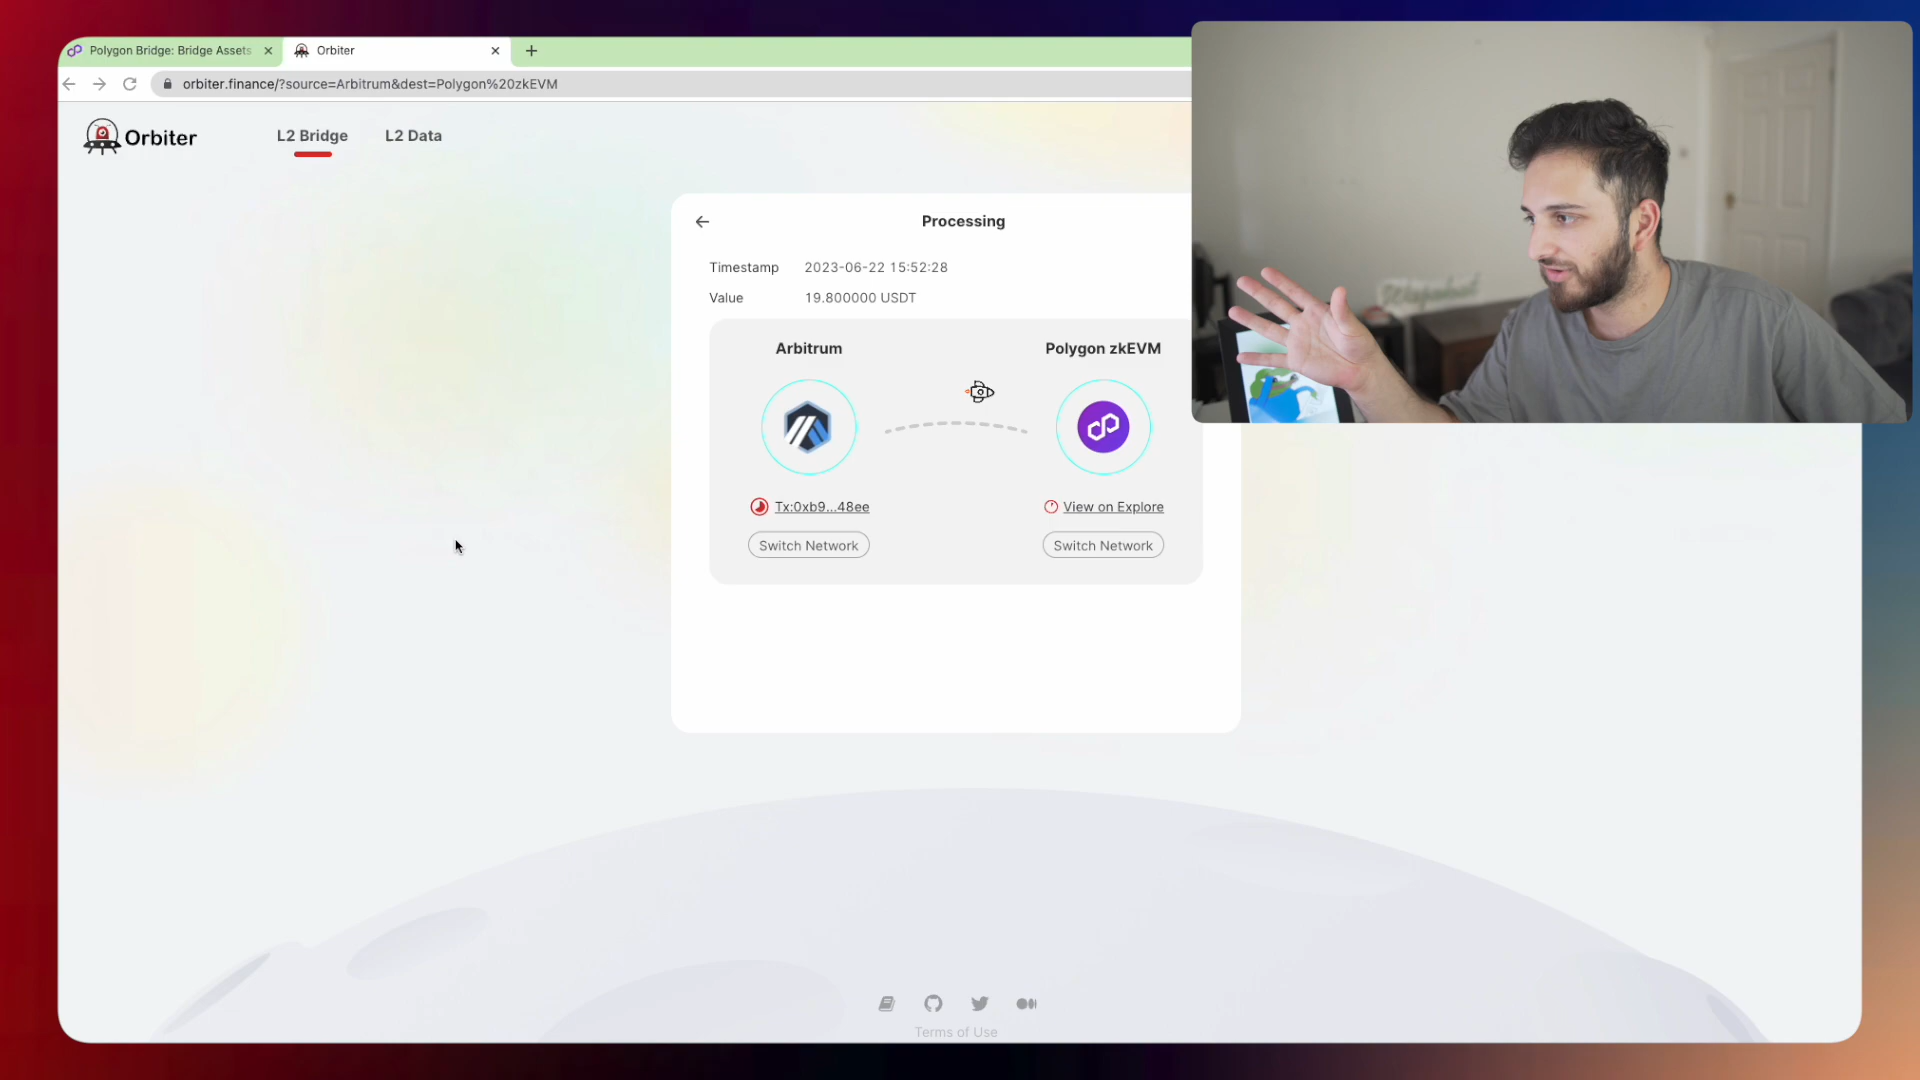 Polygon Bridge: Bridge Assets
Orbiter
orbiter.finance/?source=Arbitrum&dest=Polygon%20zkEVM
Orbiter
L2 Bridge
L2 Data
Processing
Timestamp 2023-06-22 15:52:28
Value 19.800000 USDT
Arbitrum
Polygon zkEVM
Tx:0xb9...48ee
View on Explore
Switch Network
Switch Network
Terms of Use